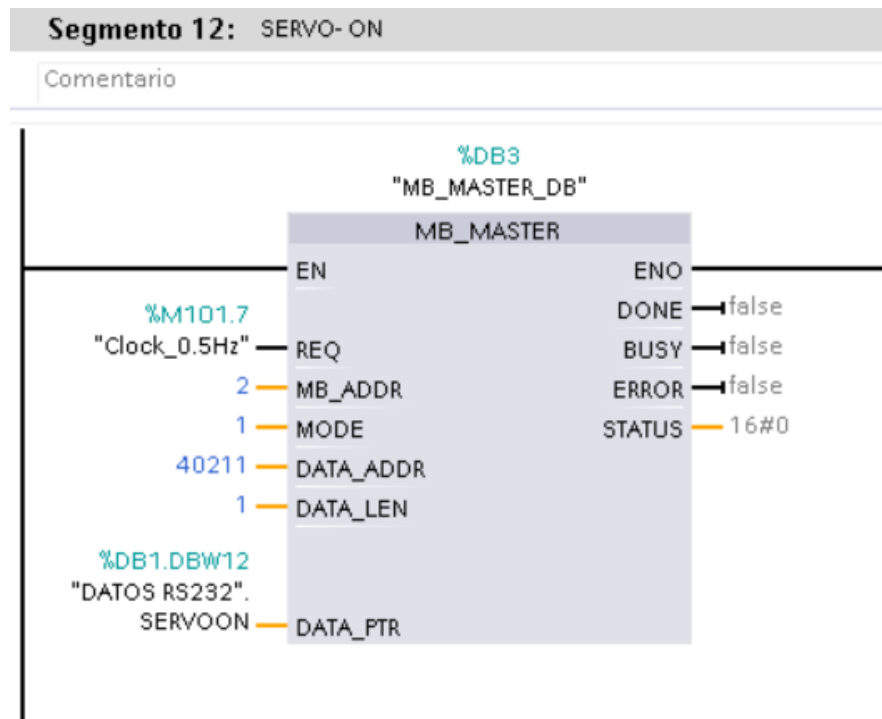 Segmento 12: SERVO- ON
Comentario
%DB3
"MB_MASTER_DB"
MB_MASTER
EN
ENO
%M101.7
"Clock_0.5Hz"
REQ
DONE
false
BUSY
false
2
MB_ADDR
ERROR
false
1
MODE
STATUS
16#0
40211
DATA_ADDR
1
DATA_LEN
%DB1.DBW12
"DATOS RS232".
SERVOON
DATA_PTR